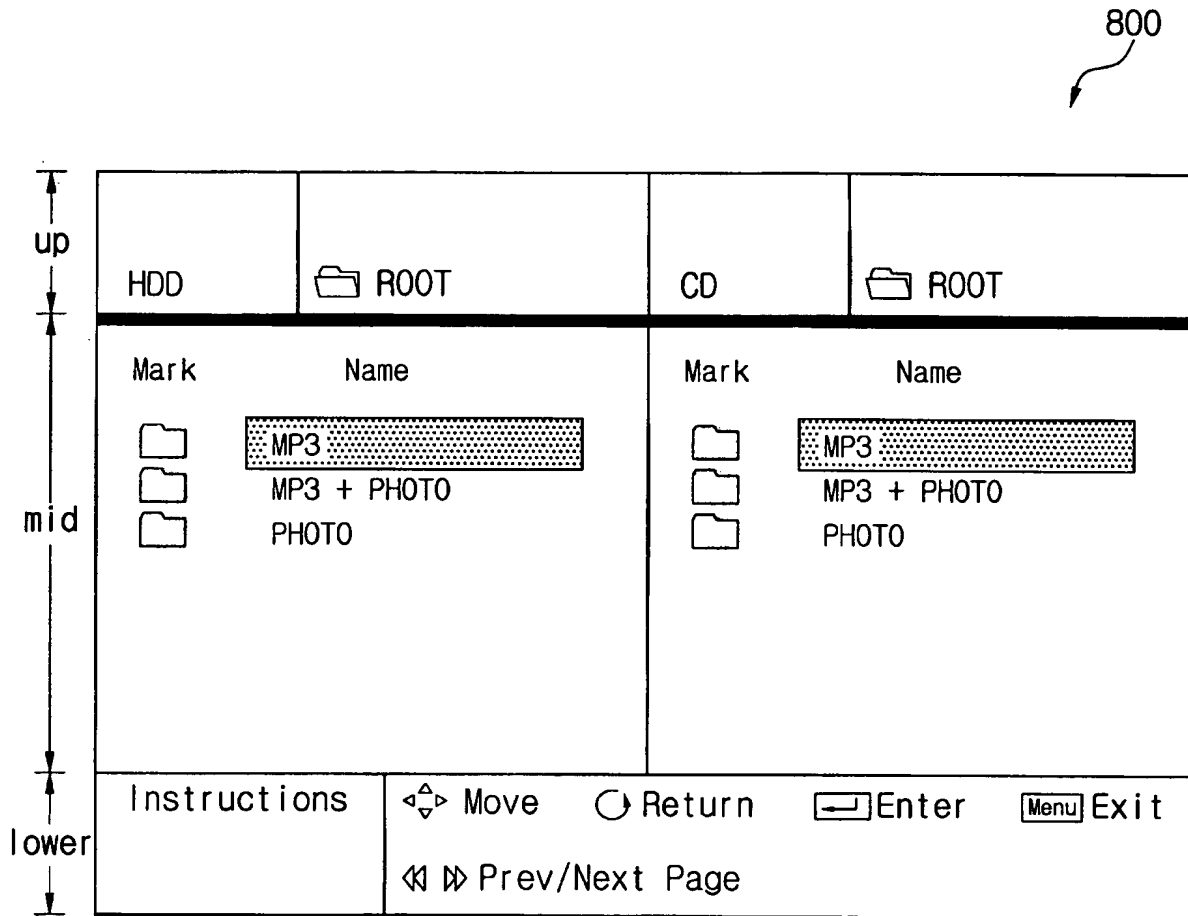 800
up
HDD ROOT CD ROOT
Mark Name Mark Name
MP3 MP3
MP3 + PHOTO MP3 + PHOTO
mid
PHOTO PHOTO
Instructions Move Return Enter Menu Exit
lower
Prev/Next Page